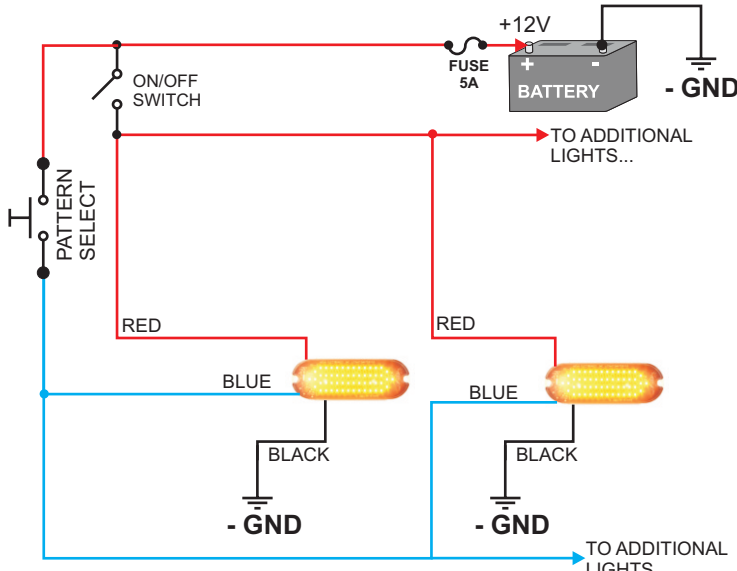 +12V
FUSE
5A
+ -
BATTERY
- GND
ON/OFF
SWITCH
TO ADDITIONAL
LIGHTS...
PATTERN
SELECT
RED
RED
BLUE
BLUE
BLACK
BLACK
- GND
- GND
TO ADDITIONAL
LIGHTS